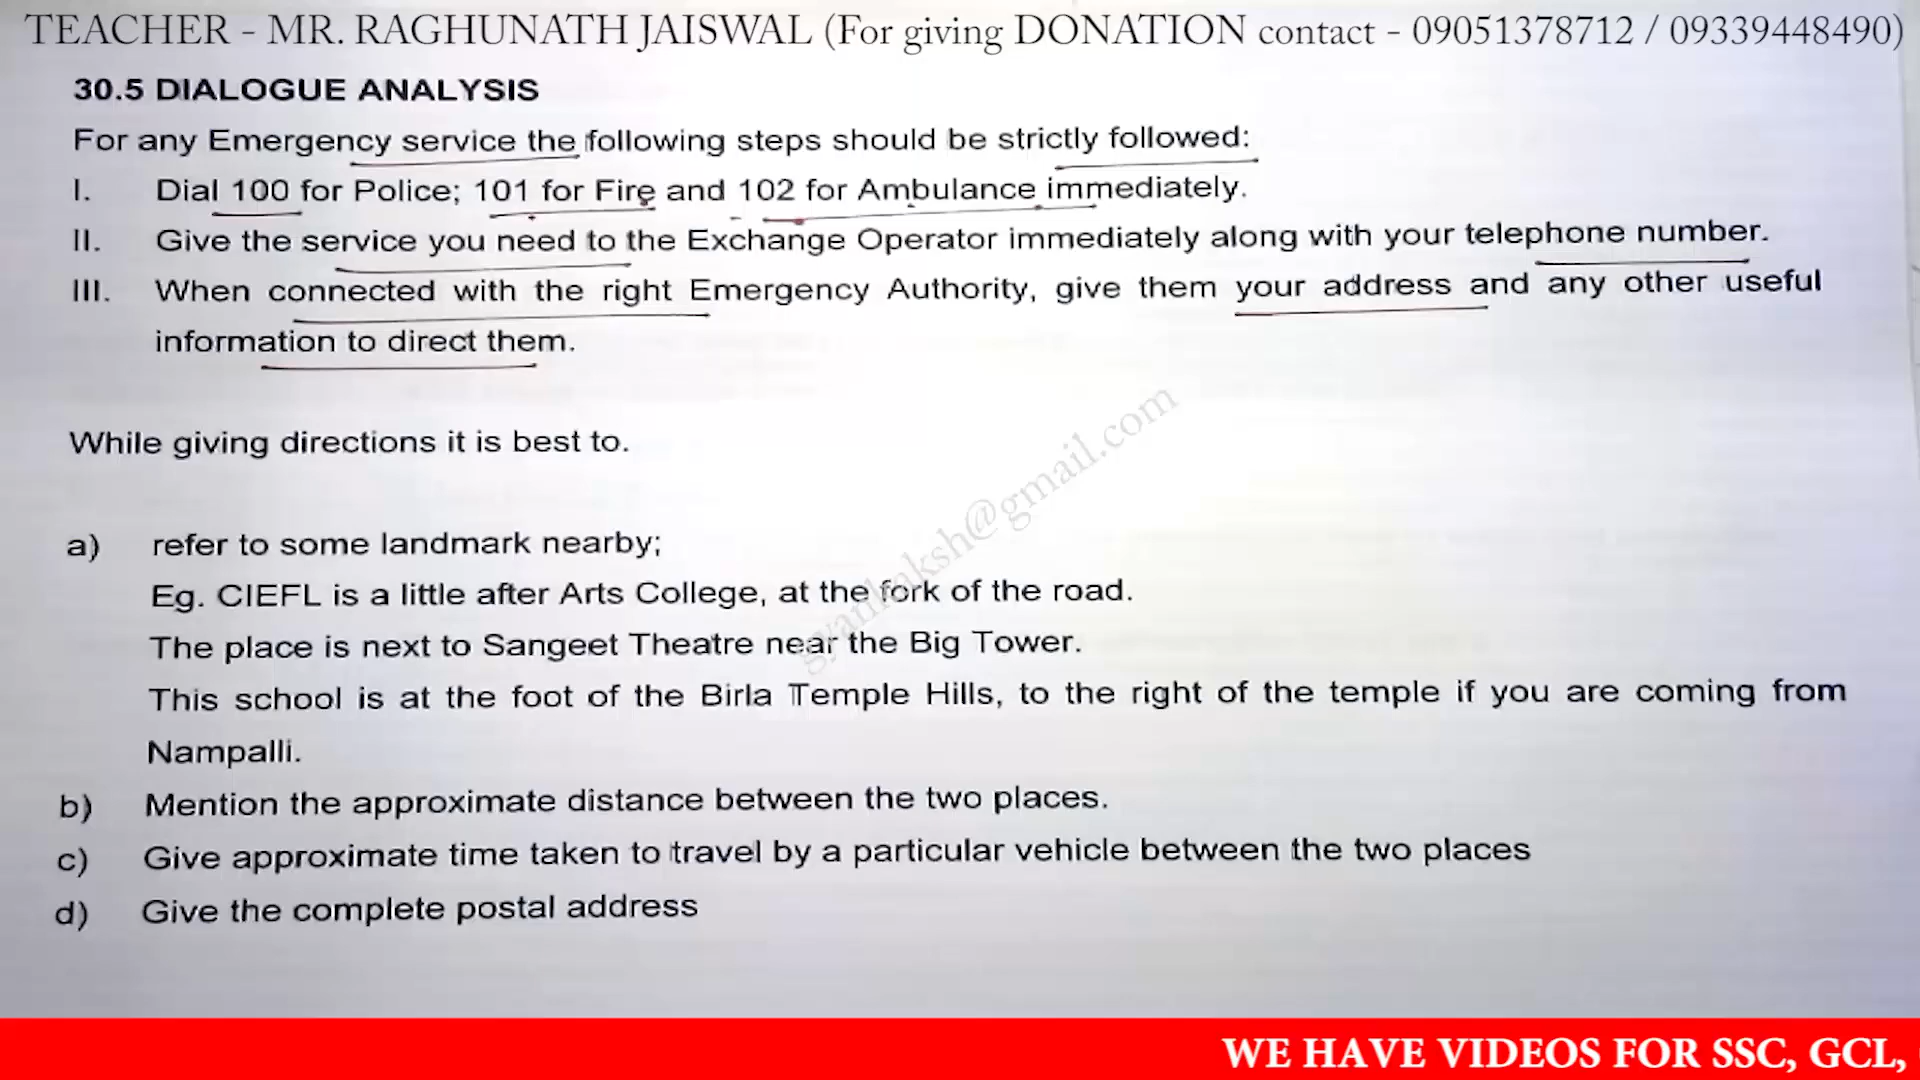 TEACHER - MR. RAGHUNATH JAISWAL (For giving DONATION contact - 09051378712 / 09339448490)
30.5 DIALOGUE ANALYSIS
For any Emergency service the following steps should be strictly followed:
I. Dial 100 for Police; 101 for Fire and 102 for Ambulance immediately.
II. Give the service you need to the Exchange Operator immediately along with your telephone number.
III. When connected with the right Emergency Authority, give them your address and any other useful
information to direct them.
While giving directions it is best to.
a) refer to some landmark nearby;
Eg. CIEFL is a little after Arts College, at the fork of the road.
The place is next to Sangeet Theatre near the Big Tower.
This school is at the foot of the Birla Temple Hills, to the right of the temple if you are coming from
Nampalli.
b) Mention the approximate distance between the two places.
c) Give approximate time taken to travel by a particular vehicle between the two places
d) Give the complete postal address
WE HAVE VIDEOS FOR SSC, GCL,